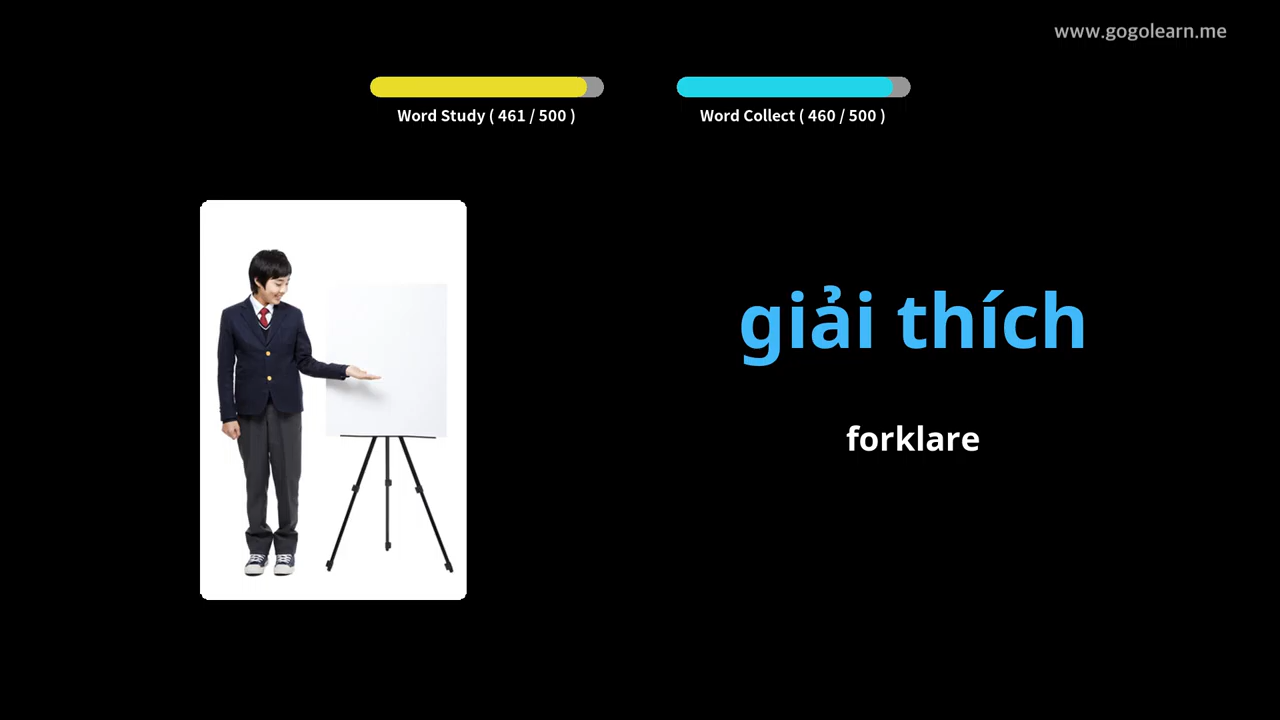 www.gogolearn.me
Word Study ( 461 / 500 )
Word Collect ( 460 / 500 )
giải thích
forklare